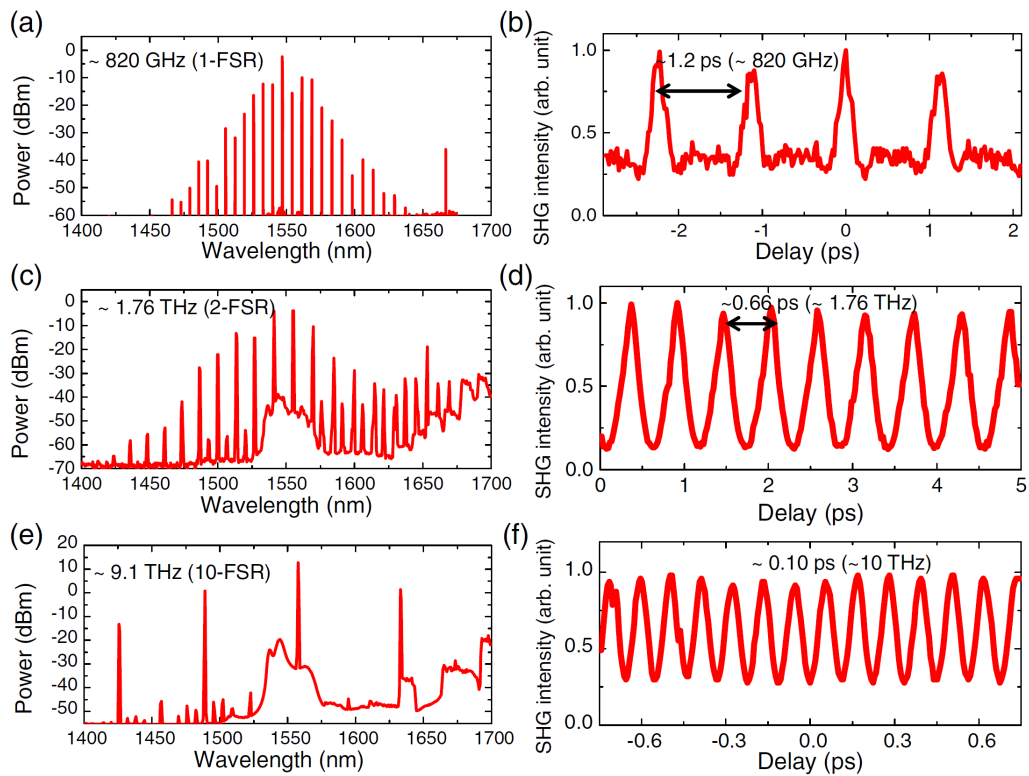 (a)
~ 820 GHz (1-FSR)
Power (dBm)
0
-10
-20
-30
-40
-50
-60
1400 1450 1500 1550 1600 1650 1700
Wavelength (nm)
(b)
~1.2 ps (~ 820 GHz)
SHG intensity (arb. unit)
1.0
0.5
0.0
-2 -1 0 1 2
Delay (ps)
(c)
~ 1.76 THz (2-FSR)
Power (dBm)
0
-10
-20
-30
-40
-50
-60
-70
1400 1450 1500 1550 1600 1650 1700
Wavelength (nm)
(d)
~0.66 ps (~ 1.76 THz)
SHG intensity (arb. unit)
1.0
0.5
0.0
0 1 2 3 4 5
Delay (ps)
(e)
~ 9.1 THz (10-FSR)
Power (dBm)
20
10
0
-10
-20
-30
-40
-50
1400 1450 1500 1550 1600 1650 1700
Wavelength (nm)
(f)
~ 0.10 ps (~10 THz)
SHG intensity (arb. unit)
1.0
0.5
0.0
-0.6 -0.3 0.0 0.3 0.6
Delay (ps)